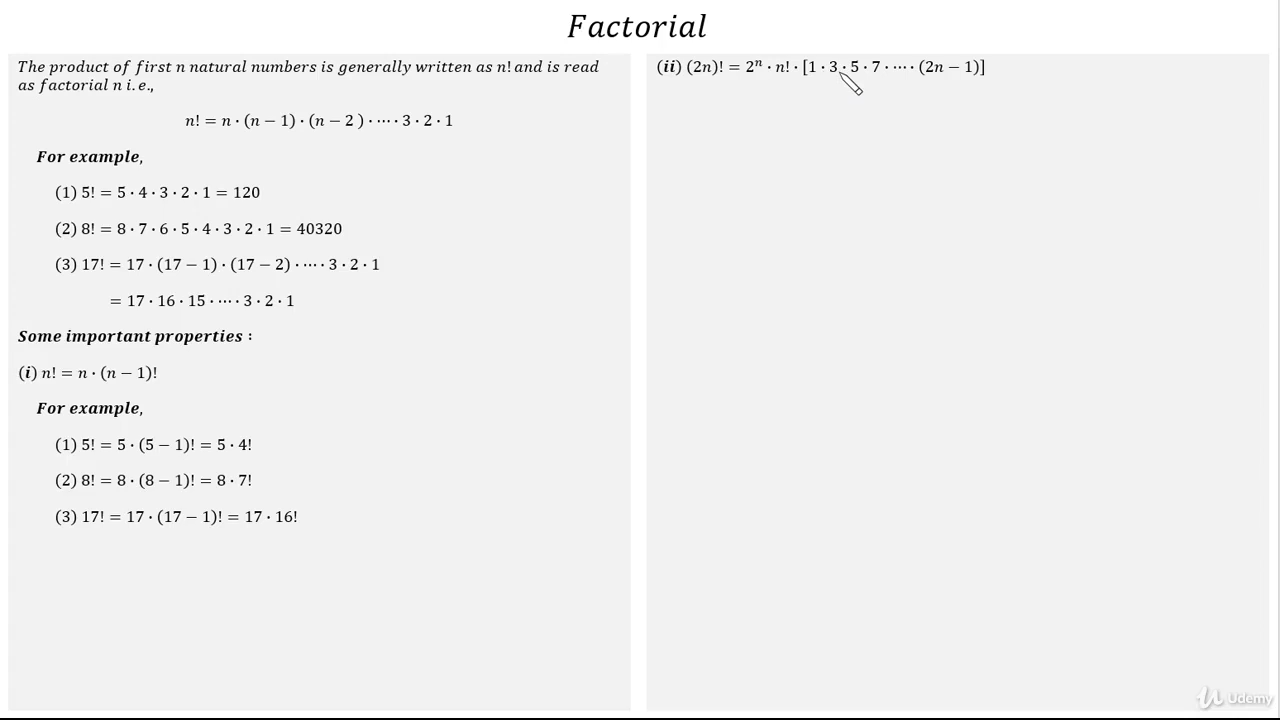 Factorial
The product of first n natural numbers is generally written as n! and is read
as factorial n i.e.,
n! = n · (n − 1) · (n − 2 ) · ⋯ · 3 · 2 · 1
For example,
(1) 5! = 5 · 4 · 3 · 2 · 1 = 120
(2) 8! = 8 · 7 · 6 · 5 · 4 · 3 · 2 · 1 = 40320
(3) 17! = 17 · (17 − 1) · (17 − 2) · ⋯ · 3 · 2 · 1
= 17 · 16 · 15 · ⋯ · 3 · 2 · 1
Some important properties :
(i) n! = n · (n − 1)!
For example,
(1) 5! = 5 · (5 − 1)! = 5 · 4!
(2) 8! = 8 · (8 − 1)! = 8 · 7!
(3) 17! = 17 · (17 − 1)! = 17 · 16!
(ii) (2n)! = 2ⁿ · n! · [1 · 3 · 5 · 7 · ⋯ · (2n − 1)]
Udemy